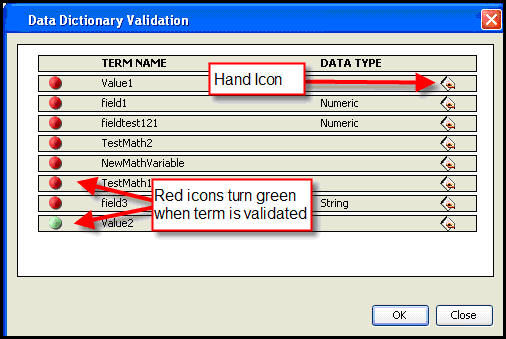 Data Dictionary Validation
TERM NAME DATA TYPE
Value1
Hand Icon
field1 Numeric
fieldtest121 Numeric
TestMath2
NewMathVariable
TestMath1
Red icons turn green
when term is validated
field3 String
Value2
OK Close